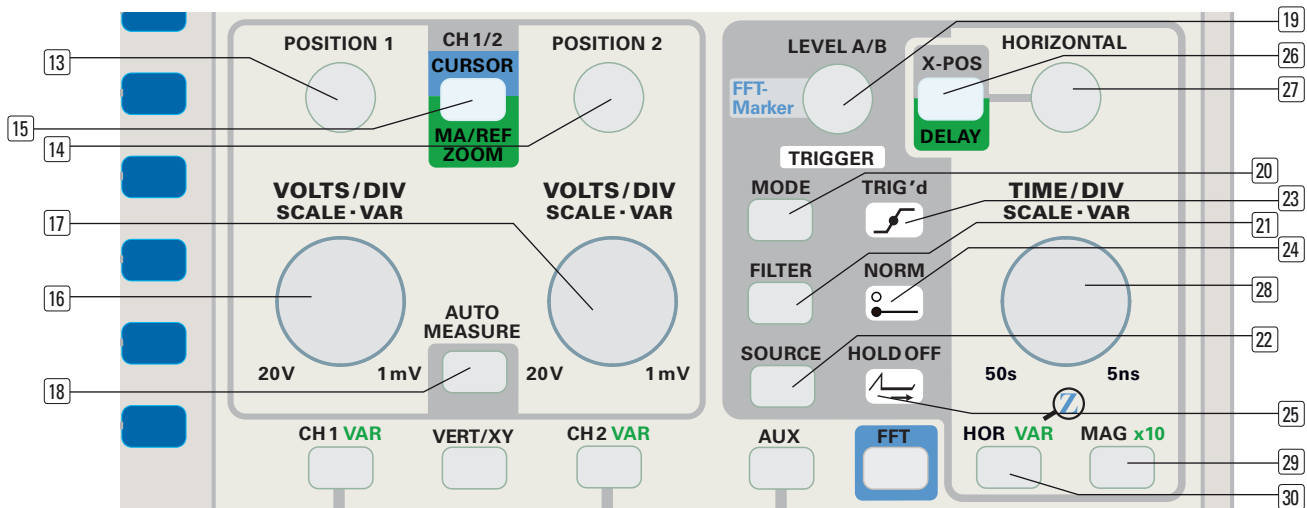 POSITION 1
CH 1/2
CURSOR
MA/REF
ZOOM
POSITION 2
LEVEL A/B
FFT-
Marker
X-POS
DELAY
HORIZONTAL
TRIGGER
VOLTS/DIV
SCALE · VAR
VOLTS/DIV
SCALE · VAR
MODE
TRIG'd
TIME/DIV
SCALE · VAR
FILTER
NORM
AUTO
MEASURE
SOURCE
HOLD OFF
20V
1mV
20V
1mV
50s
5ns
Z
CH 1 VAR
VERT/XY
CH2 VAR
AUX
FFT
HOR VAR
MAG x10
13
15
14
17
16
18
19
26
27
20
23
21
24
28
22
25
29
30